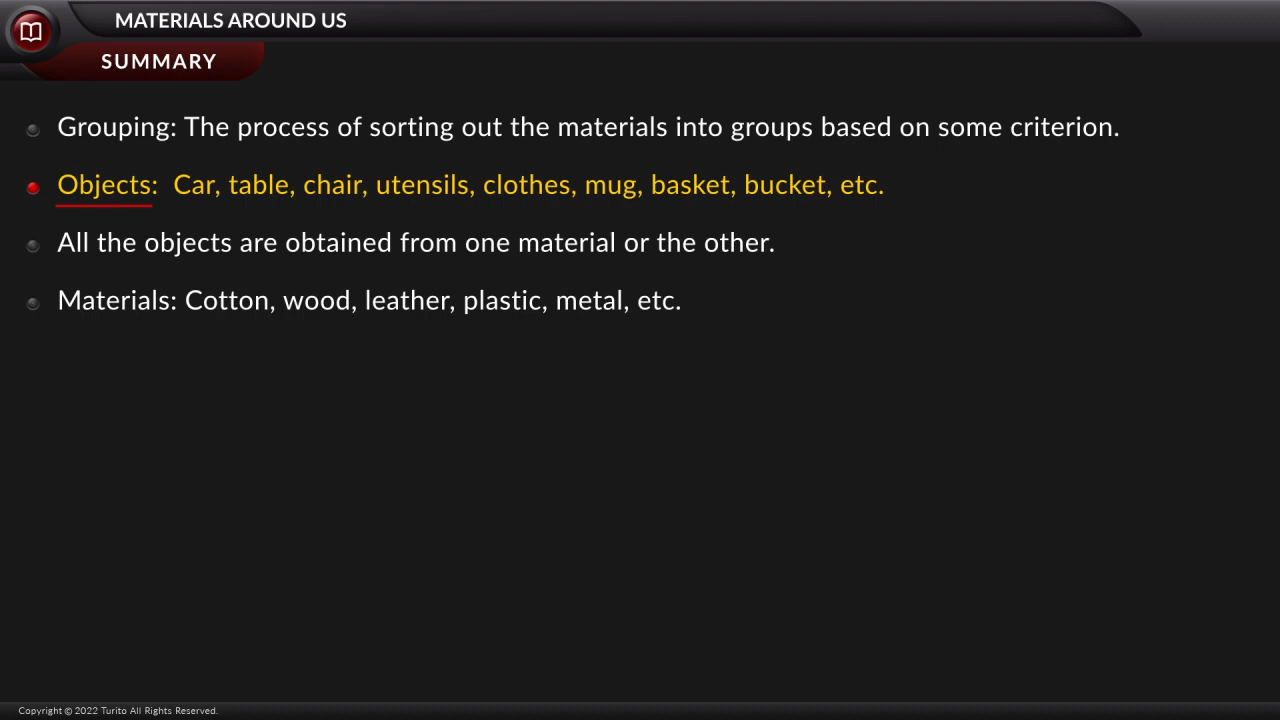 MATERIALS AROUND US
SUMMARY
Grouping: The process of sorting out the materials into groups based on some criterion.
Objects:  Car, table, chair, utensils, clothes, mug, basket, bucket, etc.
All the objects are obtained from one material or the other.
Materials: Cotton, wood, leather, plastic, metal, etc.
Copyright © 2022 Turito All Rights Reserved.